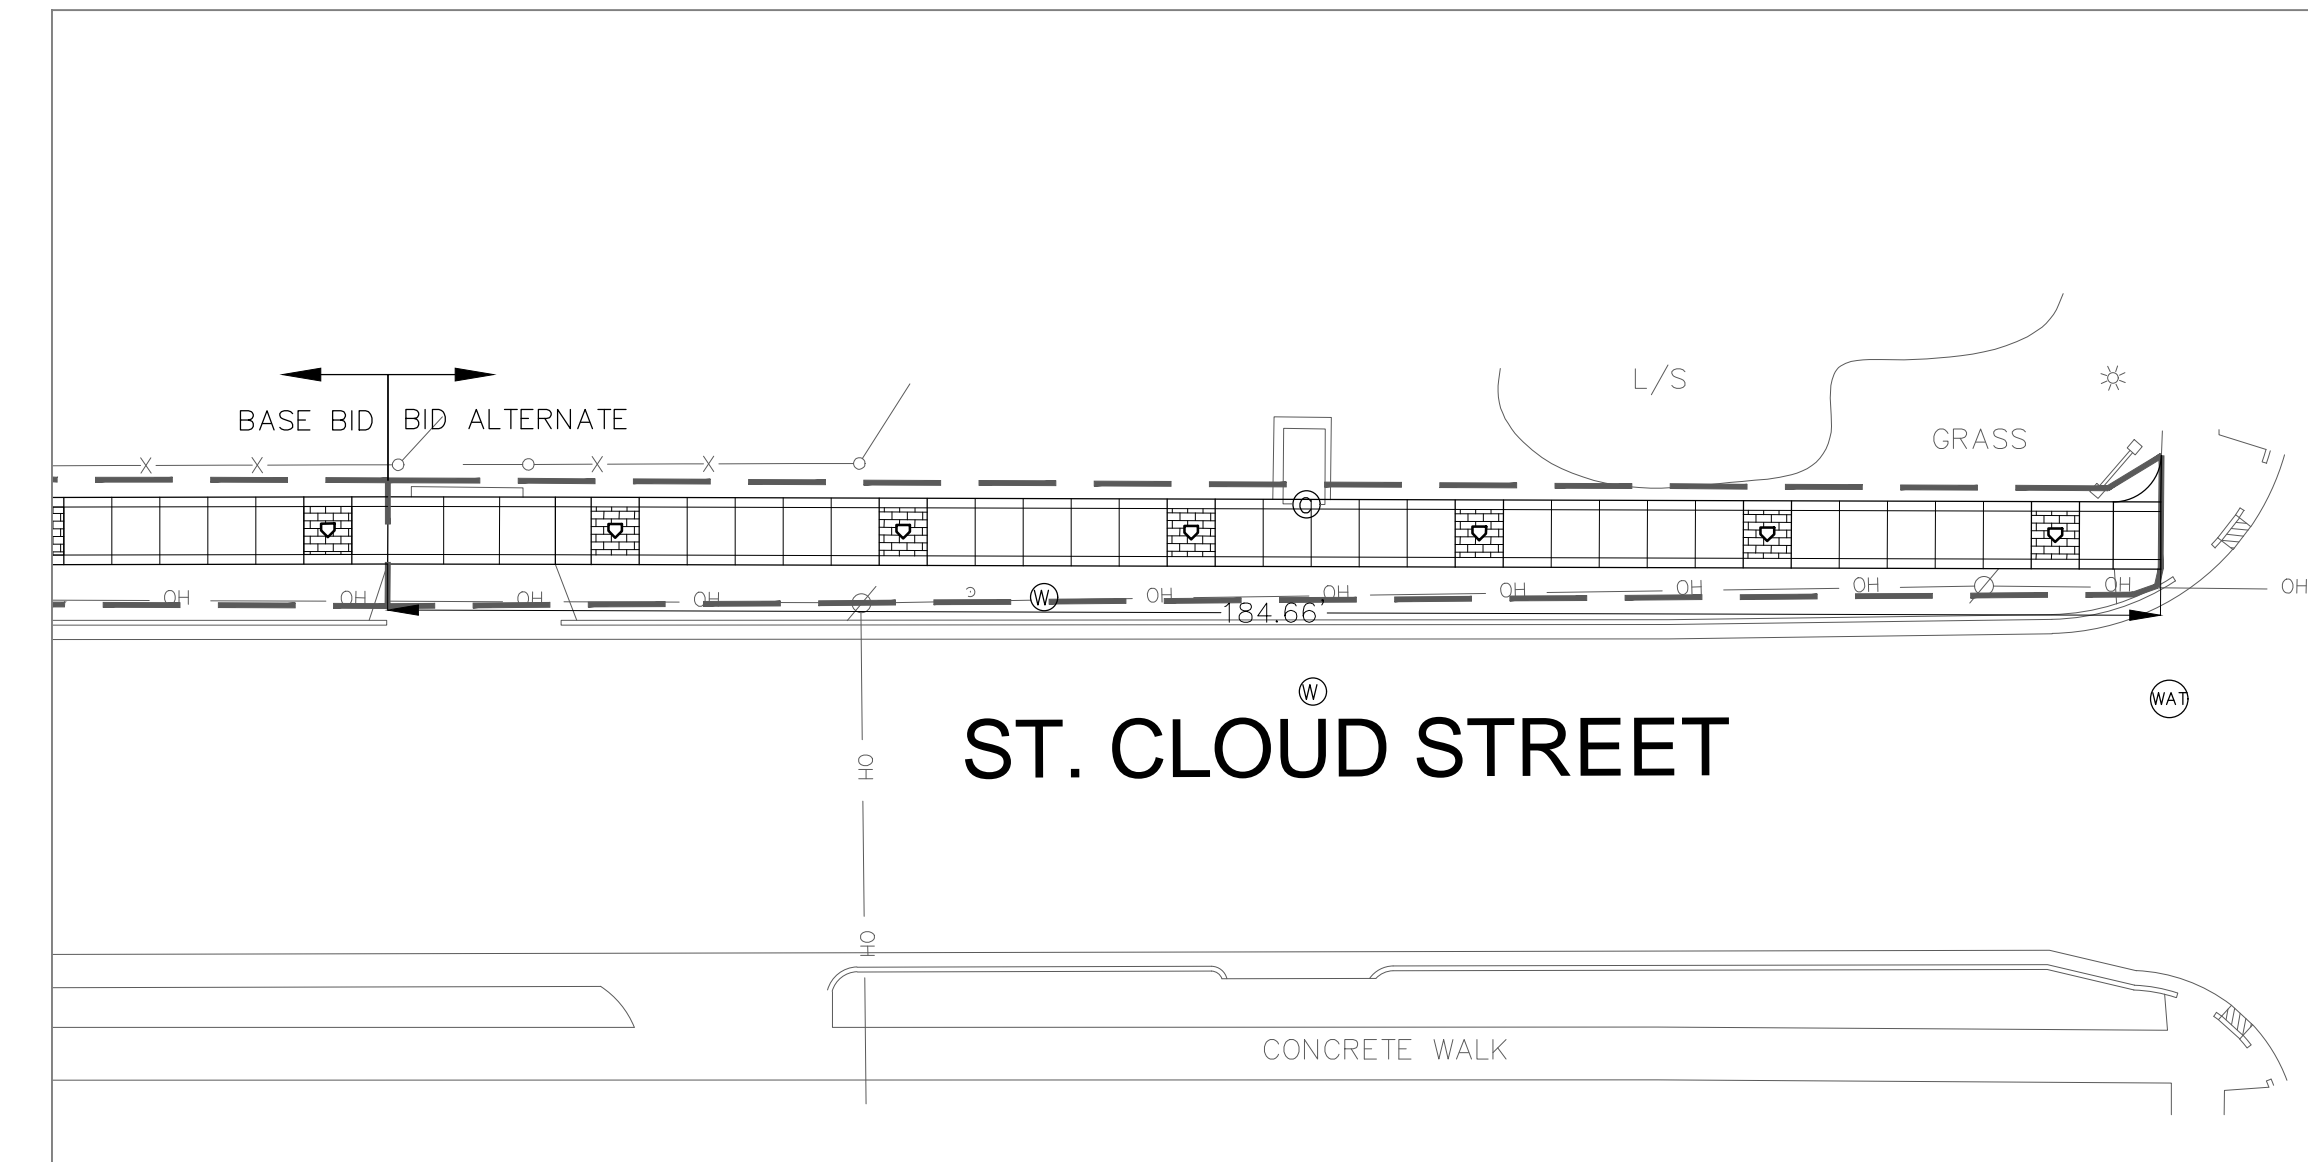 L/S
BASE BID
BID ALTERNATE
GRASS
X X X X
OH OH OH OH OH OH OH OH OH OH OH
W
184.66'
W
WAT
ST. CLOUD STREET
OH
OH
CONCRETE WALK